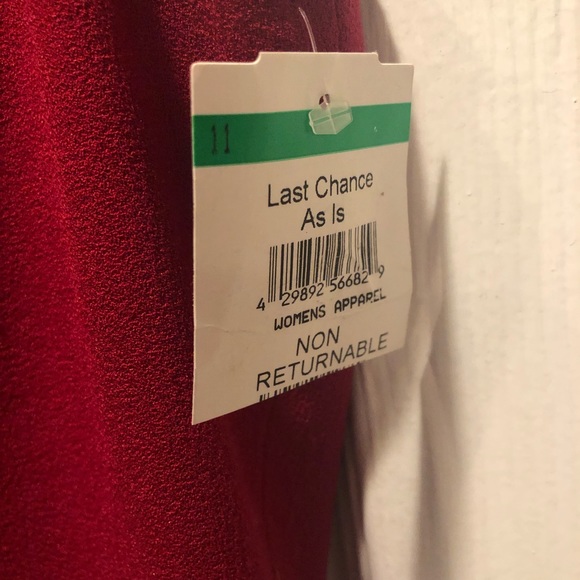 11
Last Chance
As Is
4 29892 56682 9
WOMENS APPAREL
NON
RETURNABLE